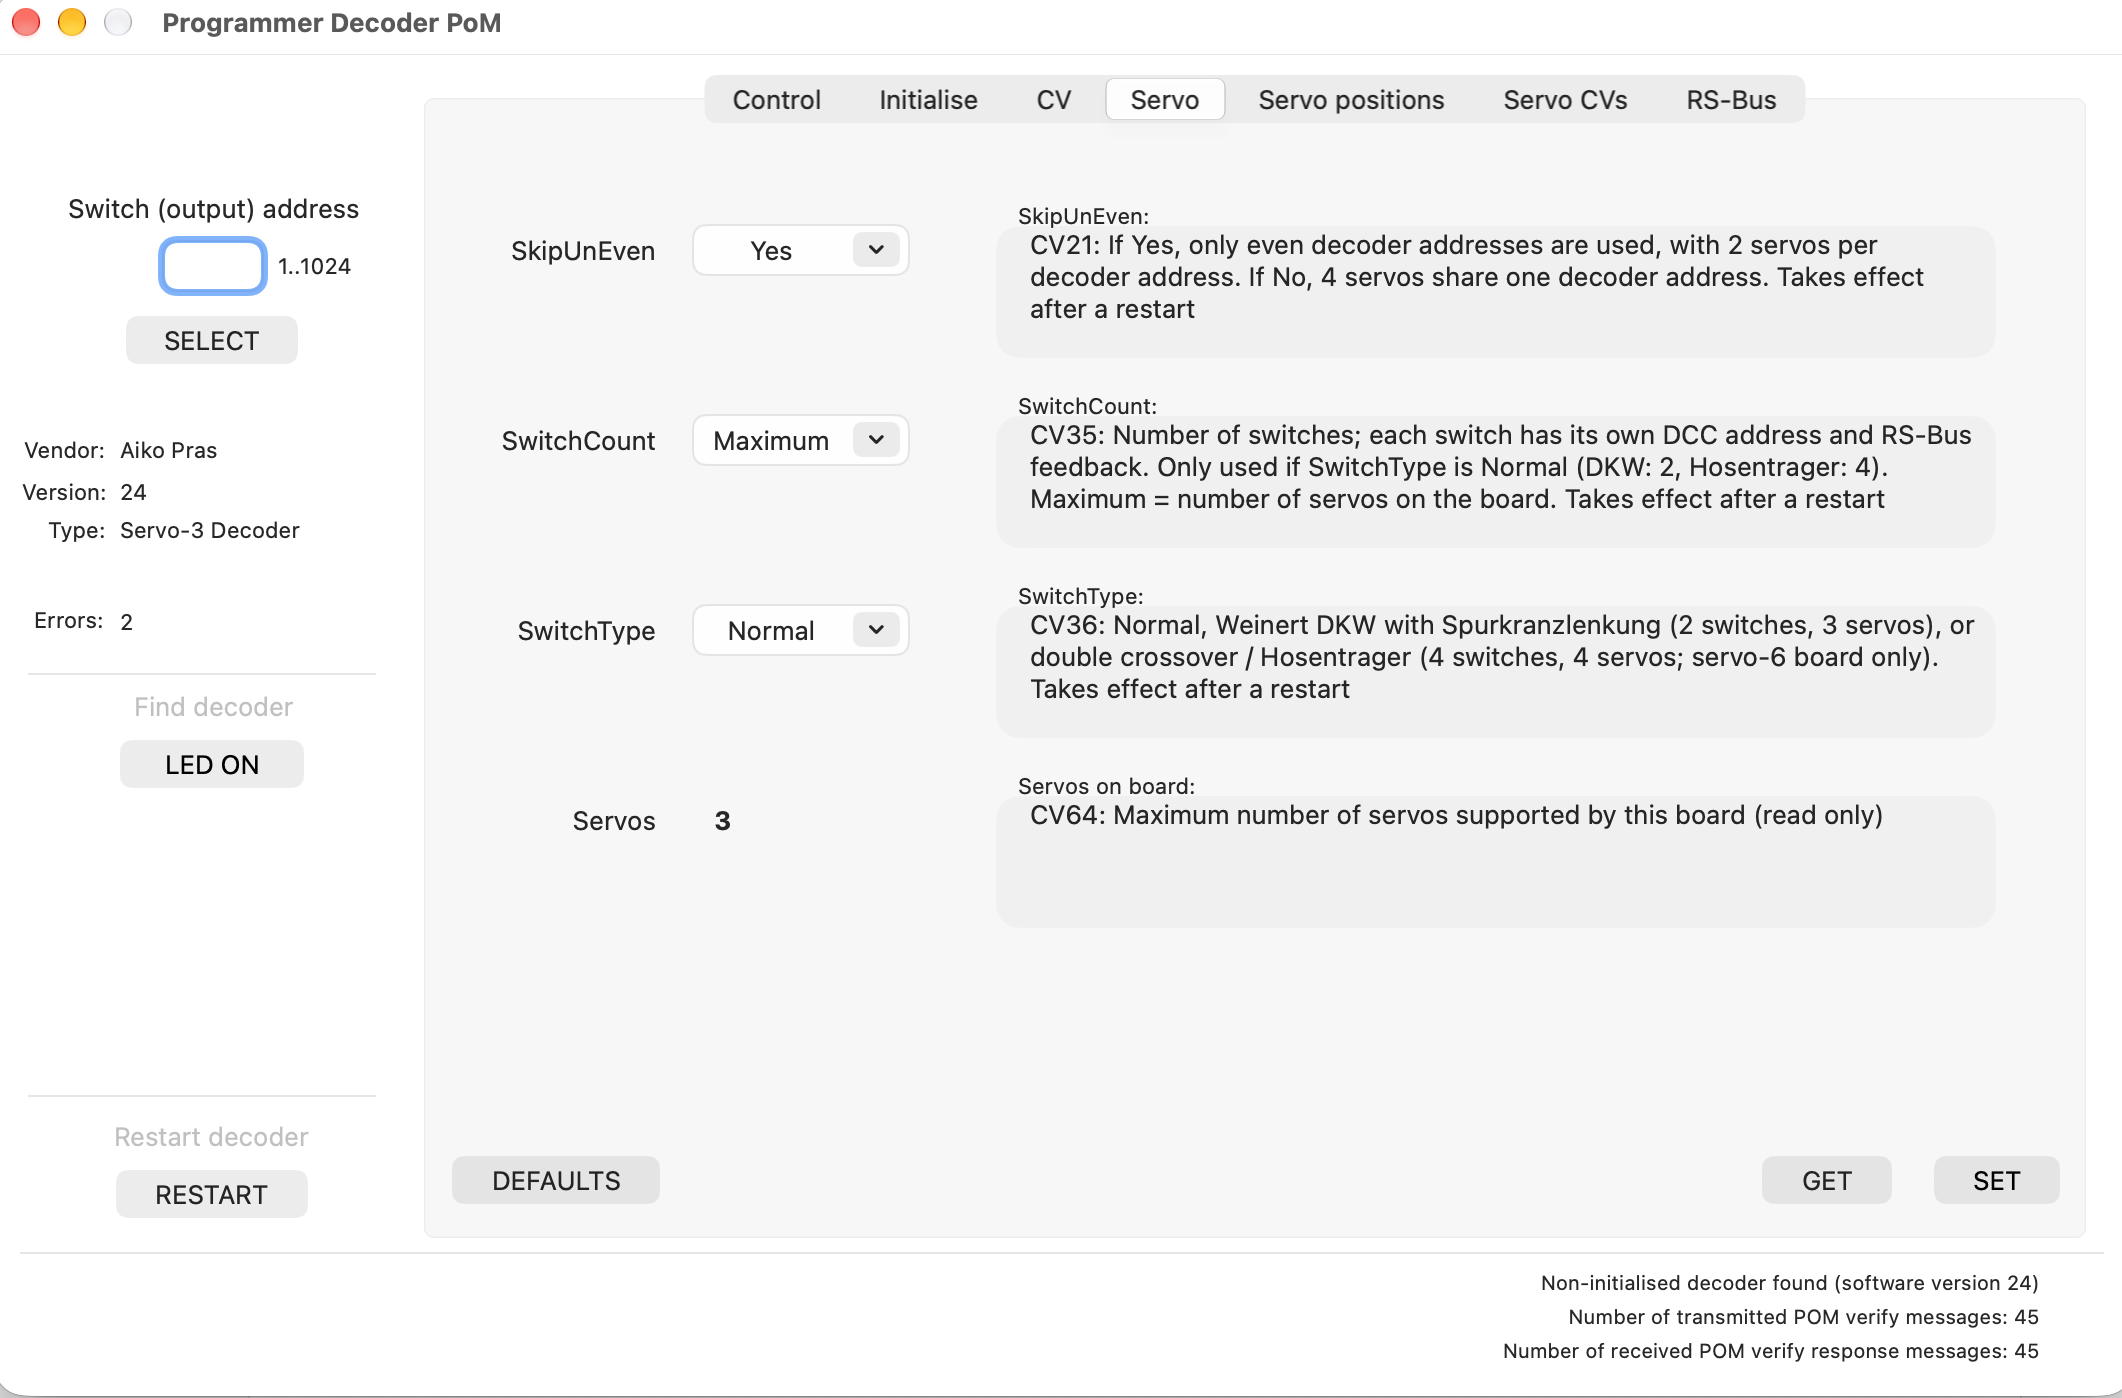 Programmer Decoder PoM
Control Initialise CV Servo Servo positions Servo CVs RS-Bus
Switch (output) address
1..1024
SELECT
Vendor: Aiko Pras
Version: 24
Type: Servo-3 Decoder
Errors: 2
Find decoder
LED ON
Restart decoder
RESTART
SkipUnEven Yes
SkipUnEven:
CV21: If Yes, only even decoder addresses are used, with 2 servos per
decoder address. If No, 4 servos share one decoder address. Takes effect
after a restart
SwitchCount Maximum
SwitchCount:
CV35: Number of switches; each switch has its own DCC address and RS-Bus
feedback. Only used if SwitchType is Normal (DKW: 2, Hosentrager: 4).
Maximum = number of servos on the board. Takes effect after a restart
SwitchType Normal
SwitchType:
CV36: Normal, Weinert DKW with Spurkranzlenkung (2 switches, 3 servos), or
double crossover / Hosentrager (4 switches, 4 servos; servo-6 board only).
Takes effect after a restart
Servos 3
Servos on board:
CV64: Maximum number of servos supported by this board (read only)
DEFAULTS GET SET
Non-initialised decoder found (software version 24)
Number of transmitted POM verify messages: 45
Number of received POM verify response messages: 45